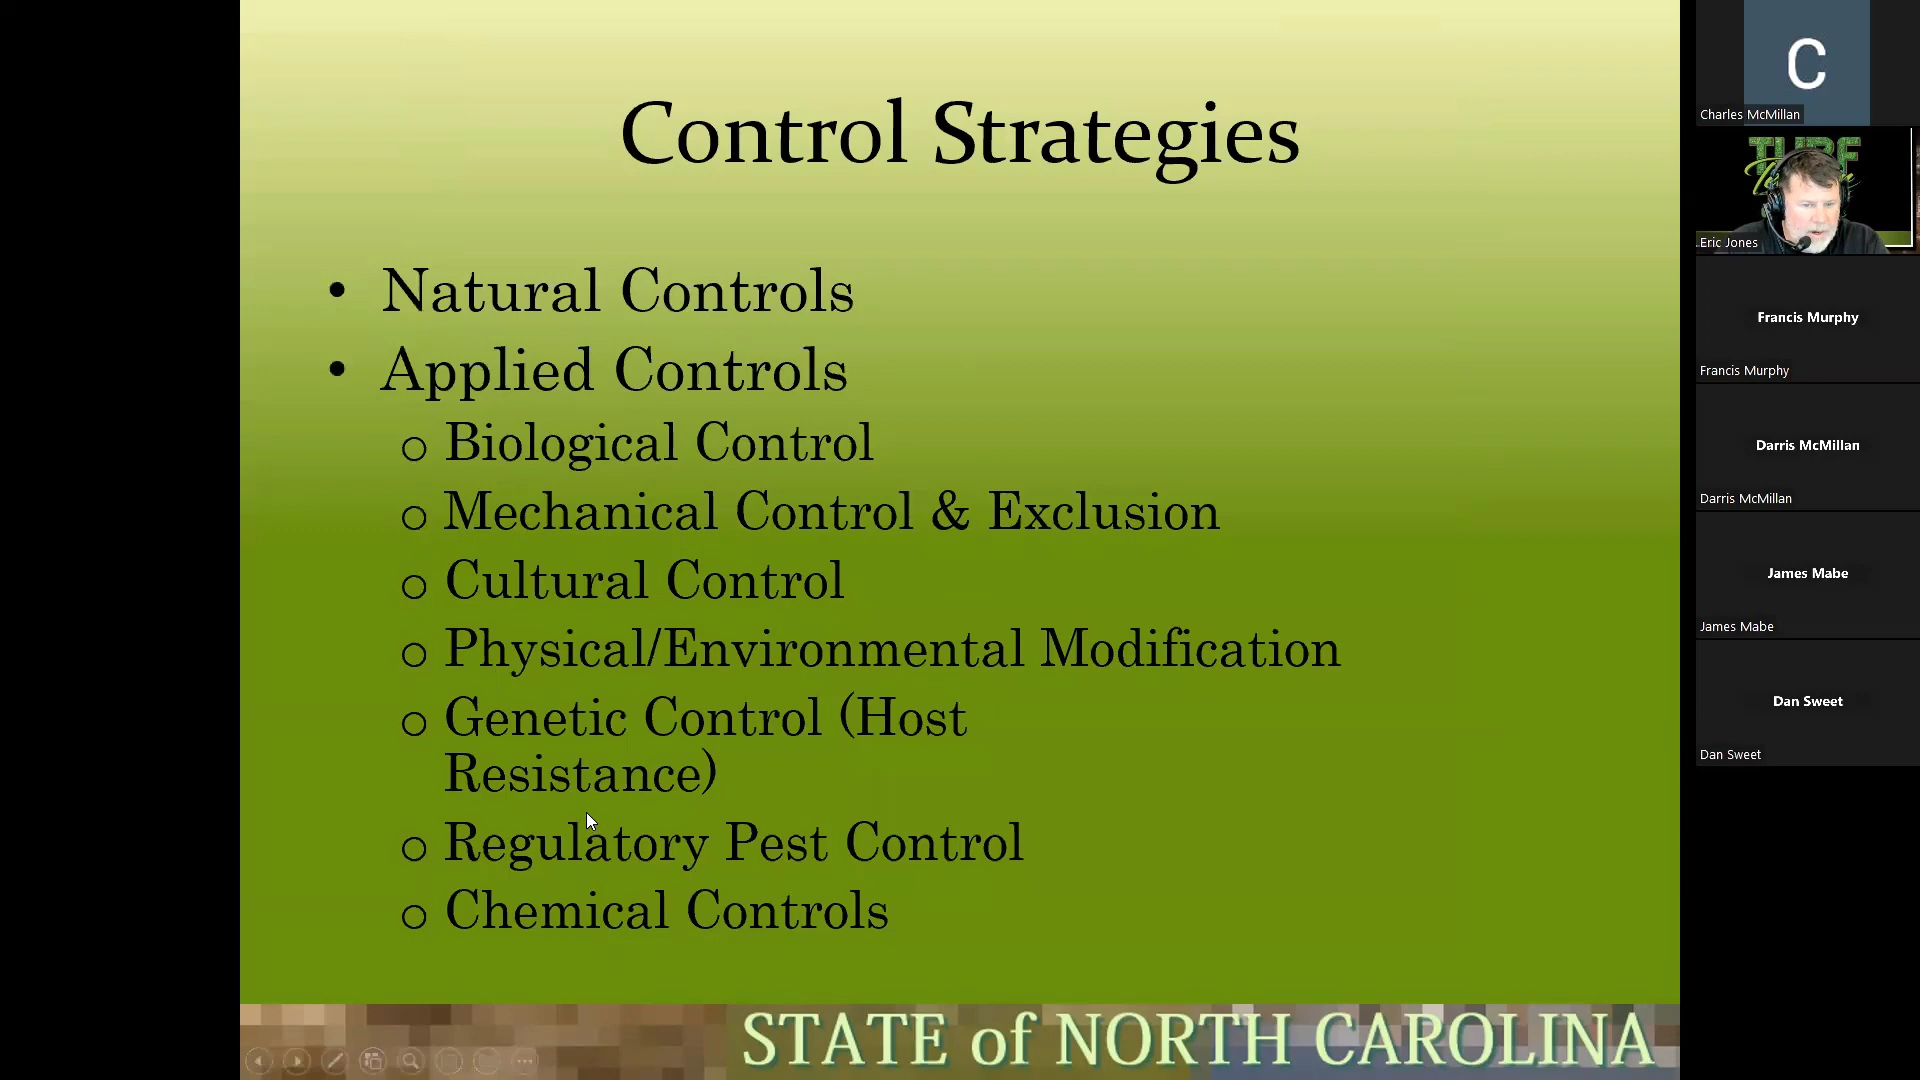 Control Strategies
• Natural Controls
• Applied Controls
o Biological Control
o Mechanical Control & Exclusion
o Cultural Control
o Physical/Environmental Modification
o Genetic Control (Host
Resistance)
o Regulatory Pest Control
o Chemical Controls
STATE of NORTH CAROLINA
C
Charles McMillan
TURF
Eric Jones
Francis Murphy
Francis Murphy
Darris McMillan
Darris McMillan
James Mabe
James Mabe
Dan Sweet
Dan Sweet